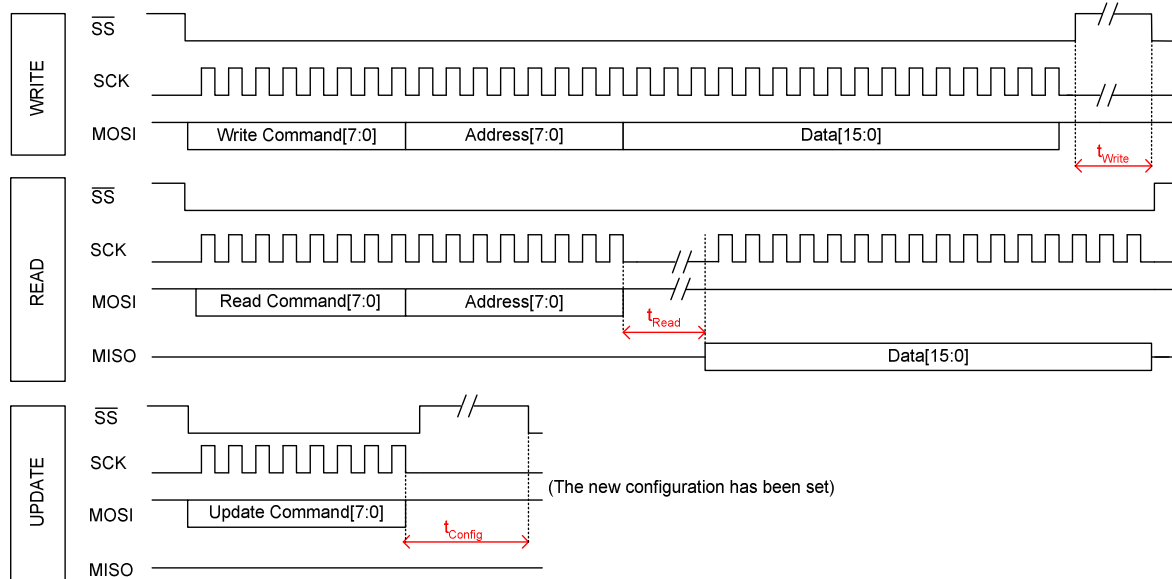 WRITE
SS
SCK
MOSI
Write Command[7:0]
Address[7:0]
Data[15:0]
tWrite
READ
SS
SCK
MOSI
Read Command[7:0]
Address[7:0]
tRead
MISO
Data[15:0]
UPDATE
SS
SCK
(The new configuration has been set)
MOSI
Update Command[7:0]
tConfig
MISO